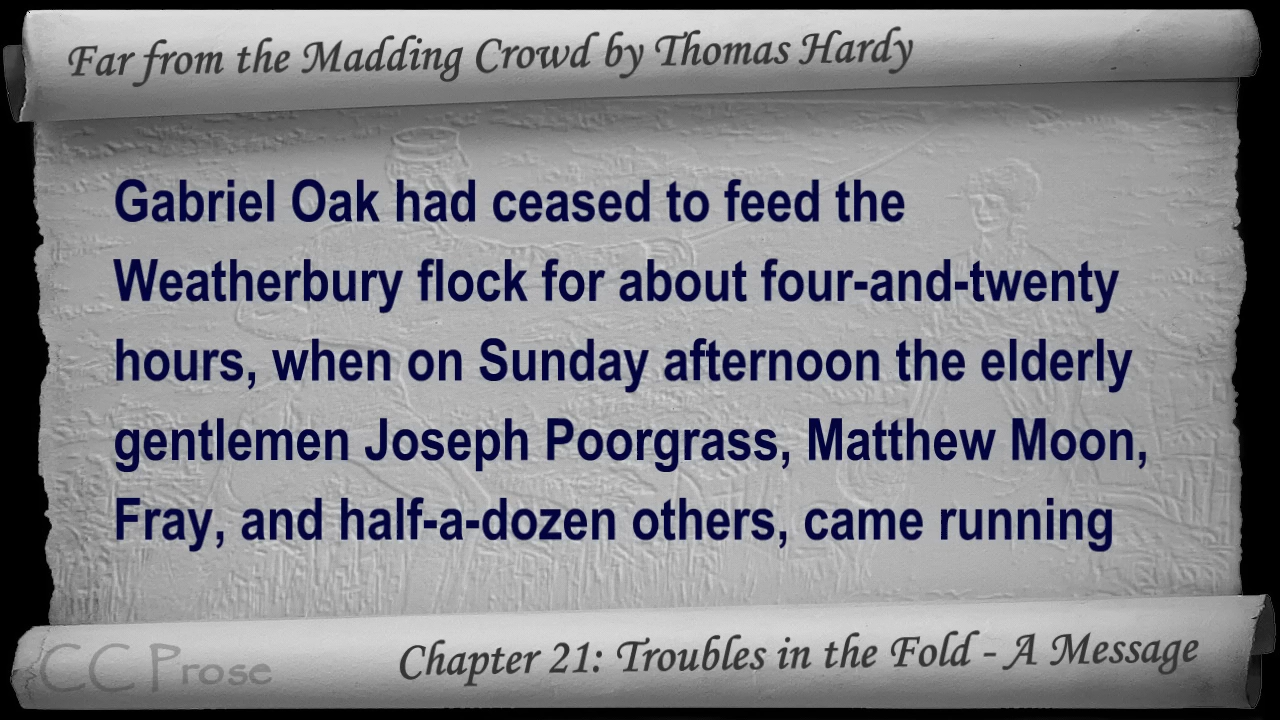 Far from the Madding Crowd by Thomas Hardy
Gabriel Oak had ceased to feed the
Weatherbury flock for about four-and-twenty
hours, when on Sunday afternoon the elderly
gentlemen Joseph Poorgrass, Matthew Moon,
Fray, and half-a-dozen others, came running
CC Prose
Chapter 21: Troubles in the Fold - A Message